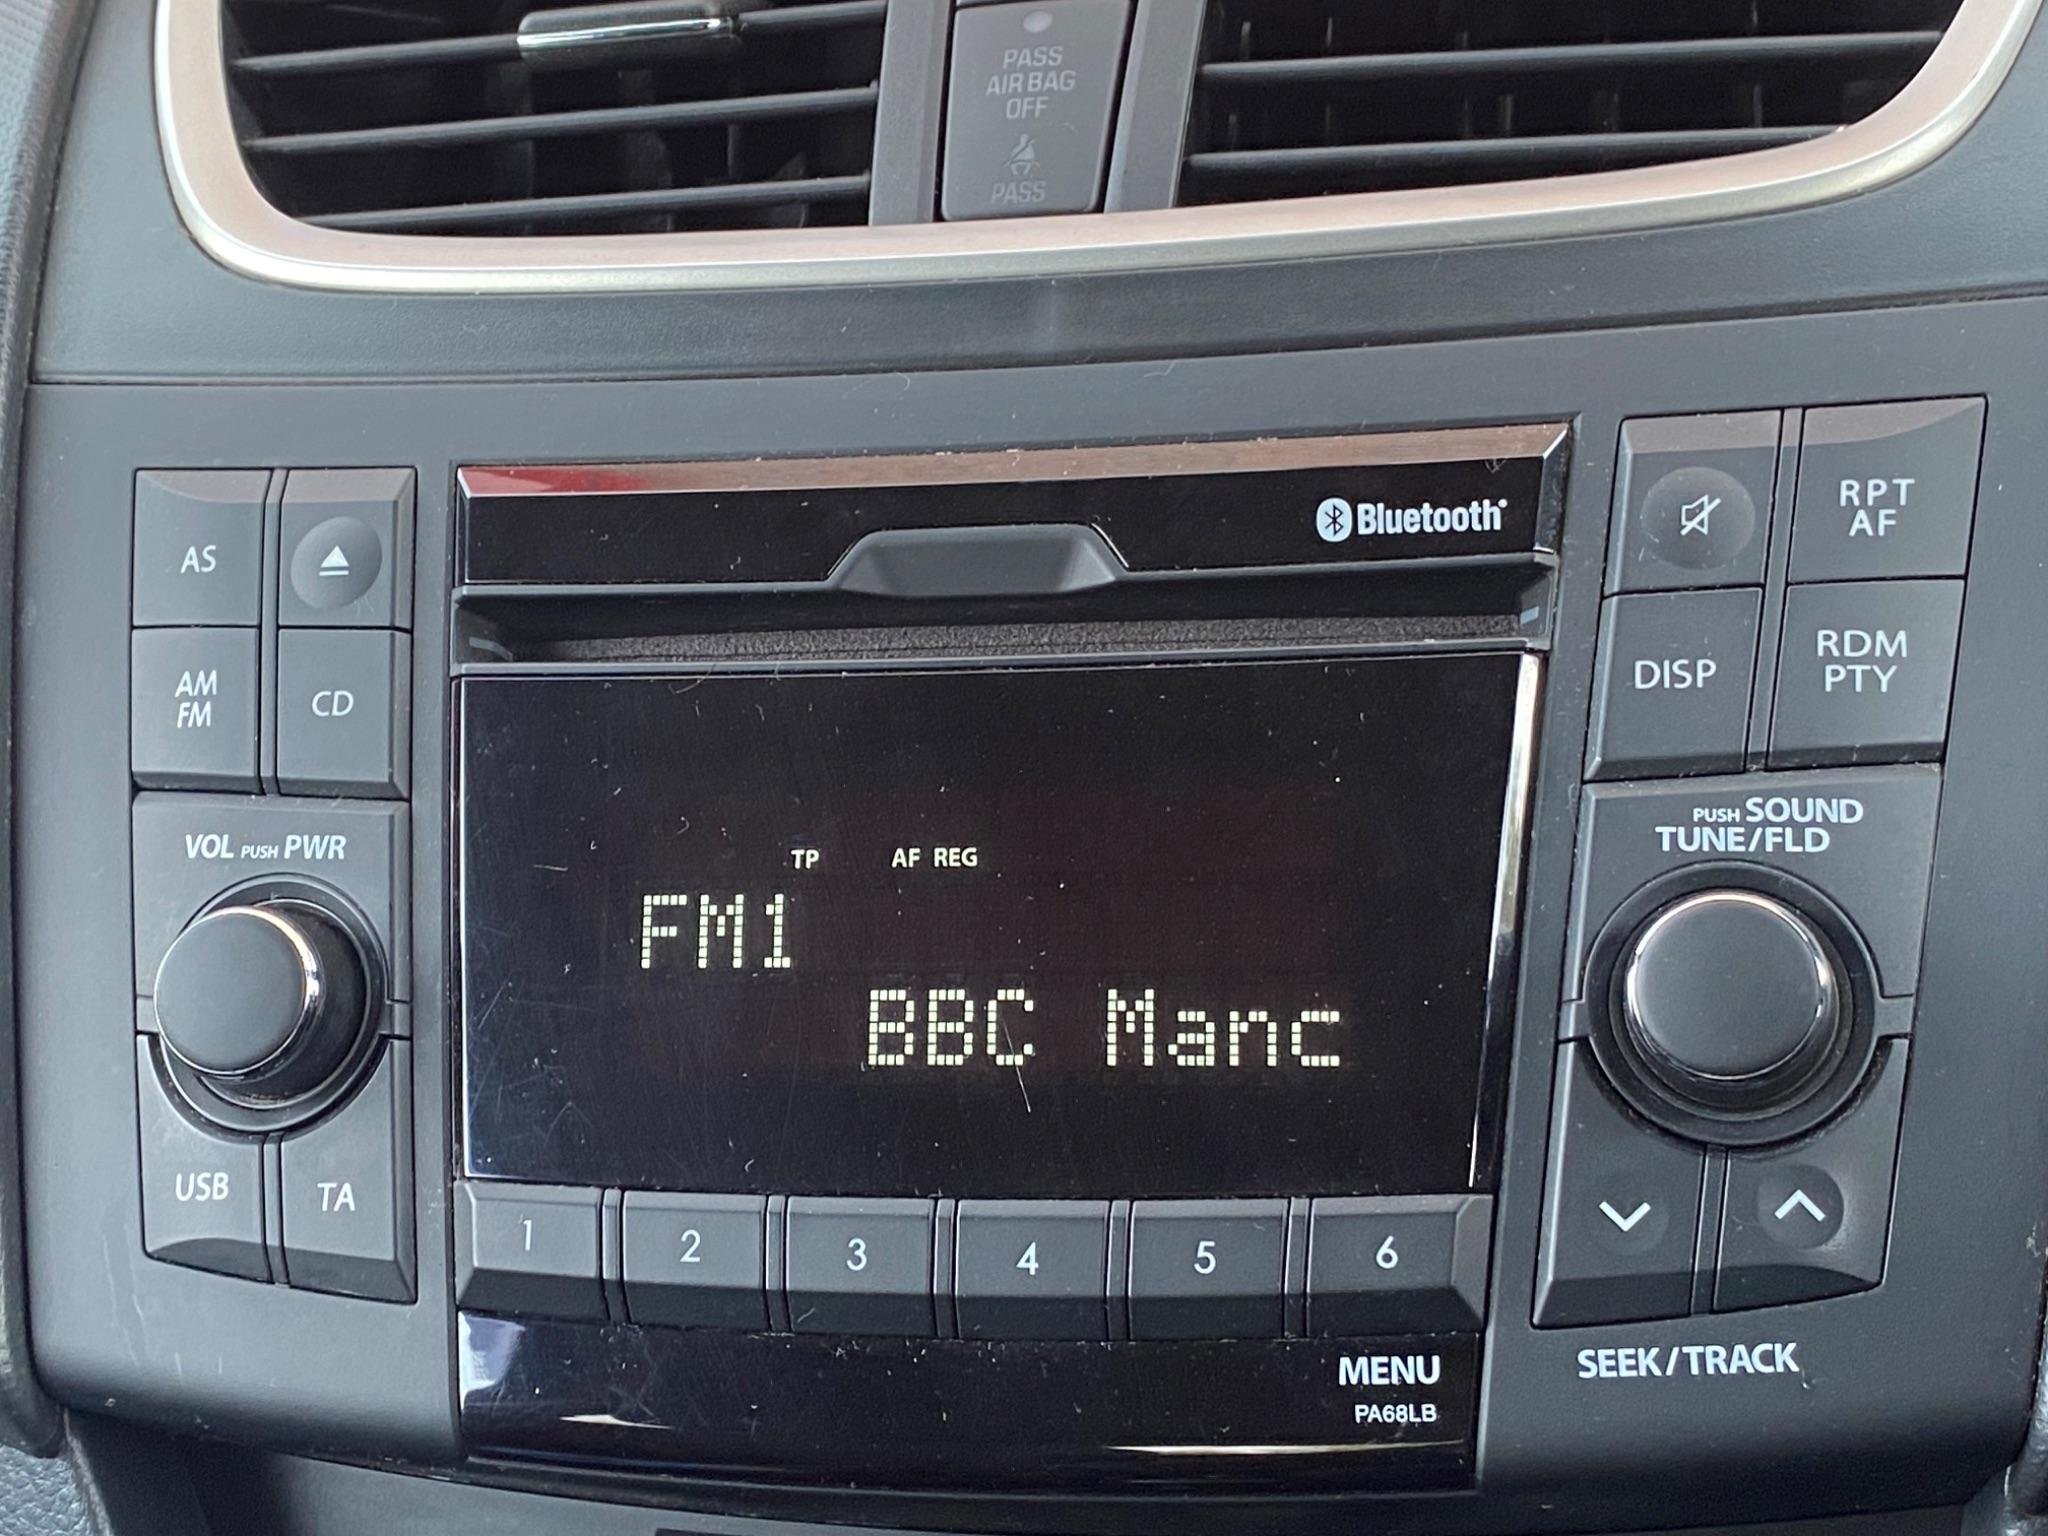 PASS
AIR BAG
OFF
PASS
Bluetooth
AS
RPT
AF
AM
FM
CD
DISP
RDM
PTY
VOL PUSH PWR
PUSH SOUND
TUNE/FLD
TP AF REG
FM1
BBC Manc
USB
TA
1 2 3 4 5 6
SEEK/TRACK
MENU
PA68LB